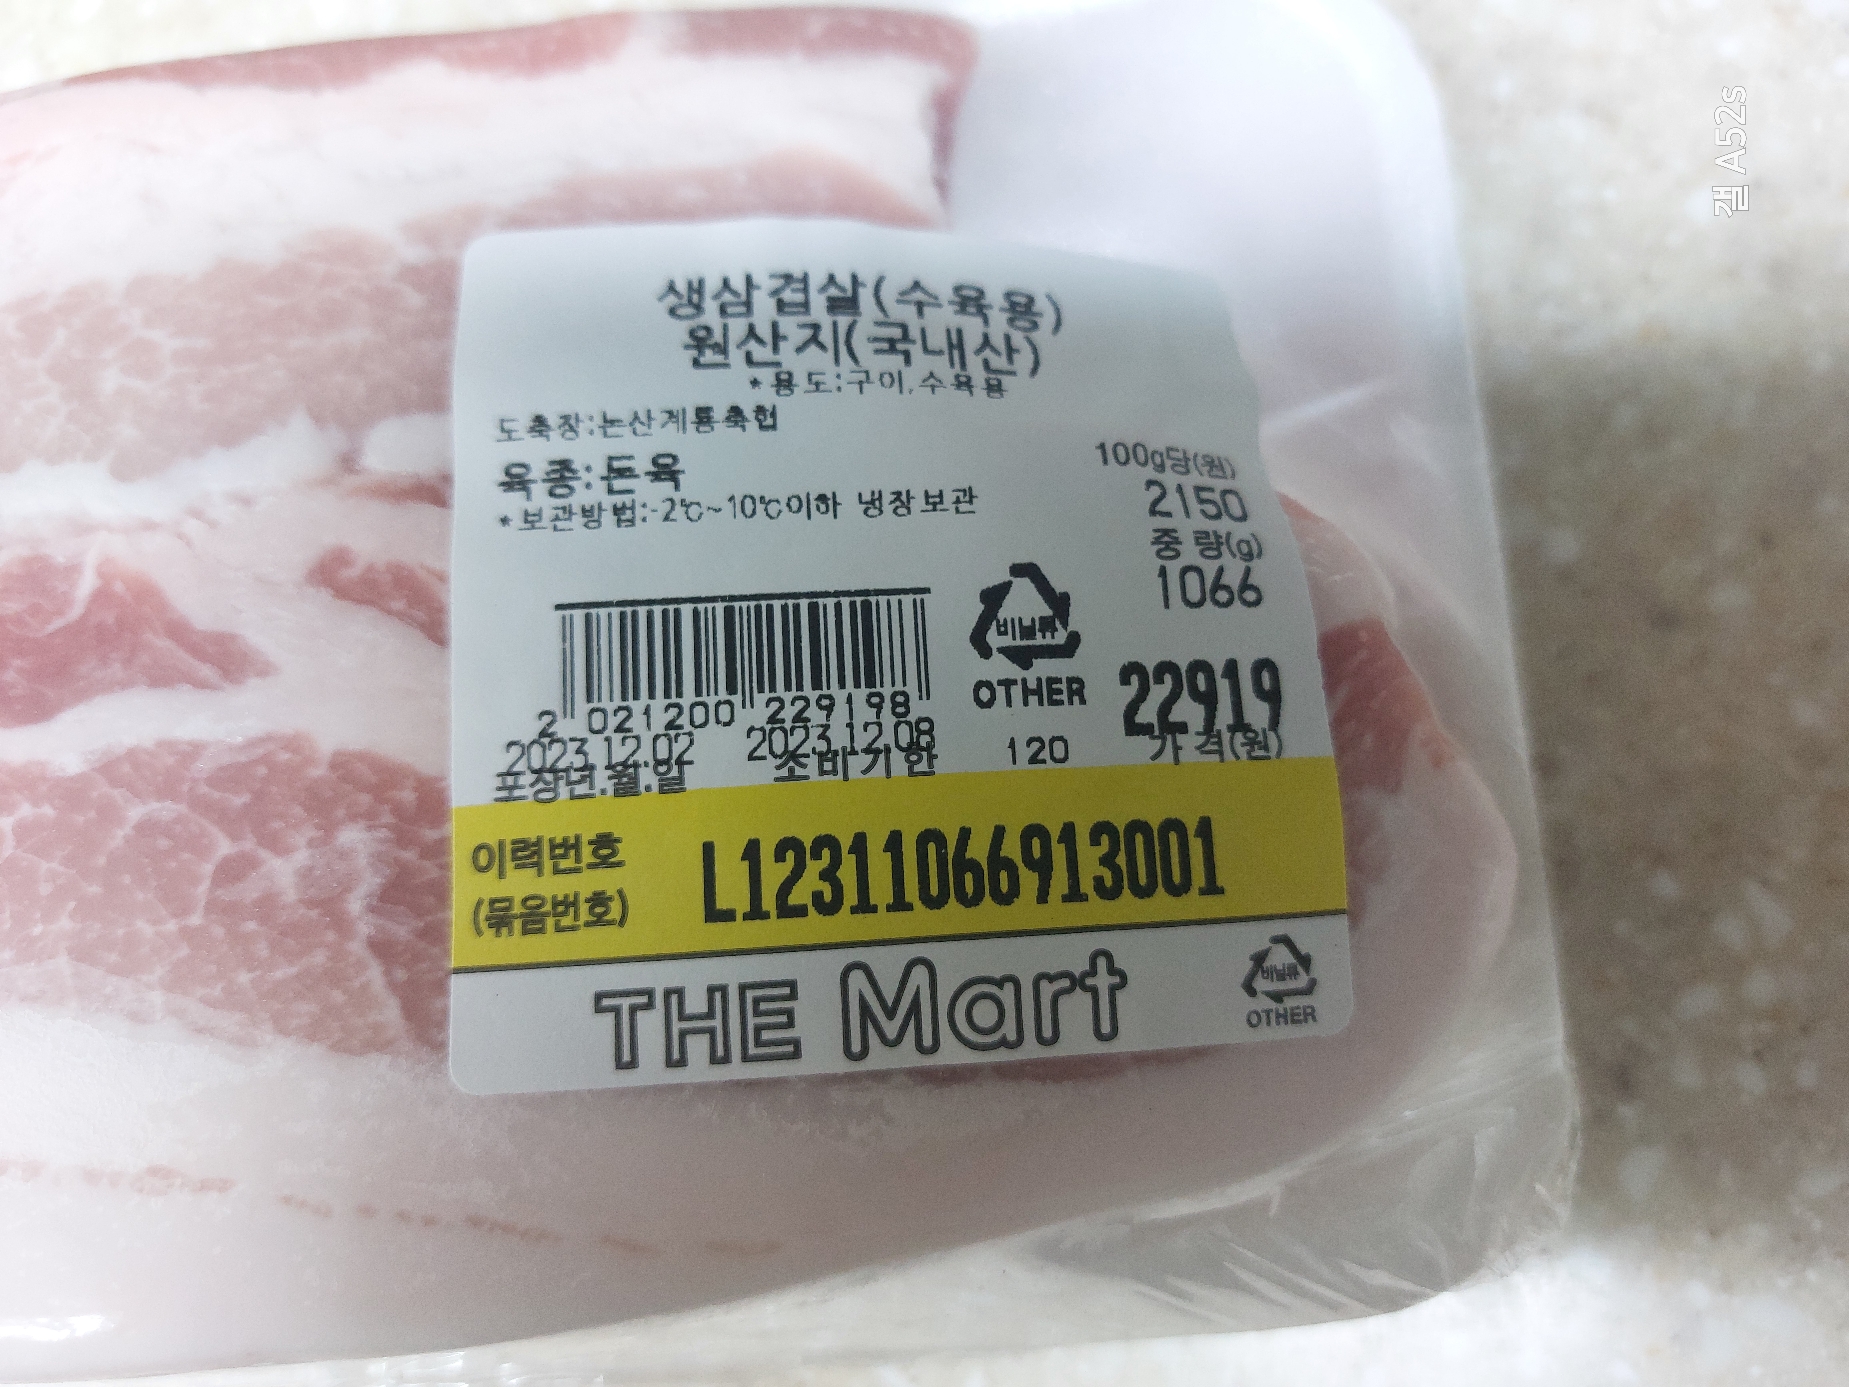 생삼겹살(수육용)
원산지(국내산)
*용도:구이,수육용
도축장:논산계룡축협
육종:돈육
*보관방법:-2℃~10℃이하 냉장보관
100g당(원)
2150
중량(g)
1066
비닐류
OTHER
22919
가격(원)
2 021200 229198
2023.12.02 2023.12.08 120
포장년.월.일 소비기한
이력번호
(묶음번호)
L12311066913001
THE Mart
비닐류
OTHER
갤 A52s